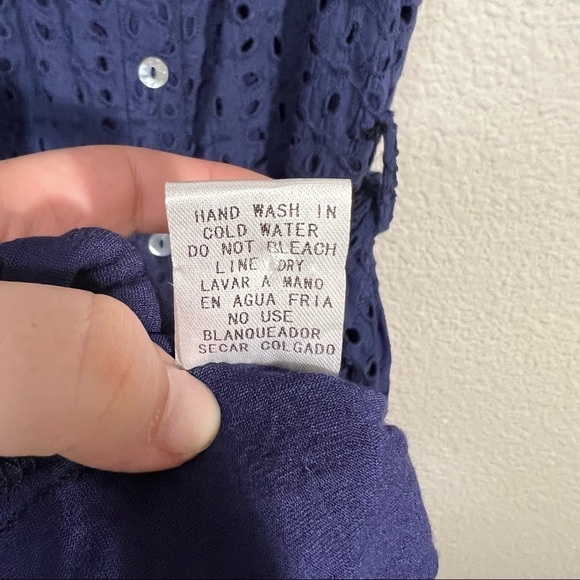 HAND WASH IN
COLD WATER
DO NOT BLEACH
LINE DRY
LAVAR A MANO
EN AGUA FRIA
NO USE
BLANQUEADOR
SECAR COLGADO